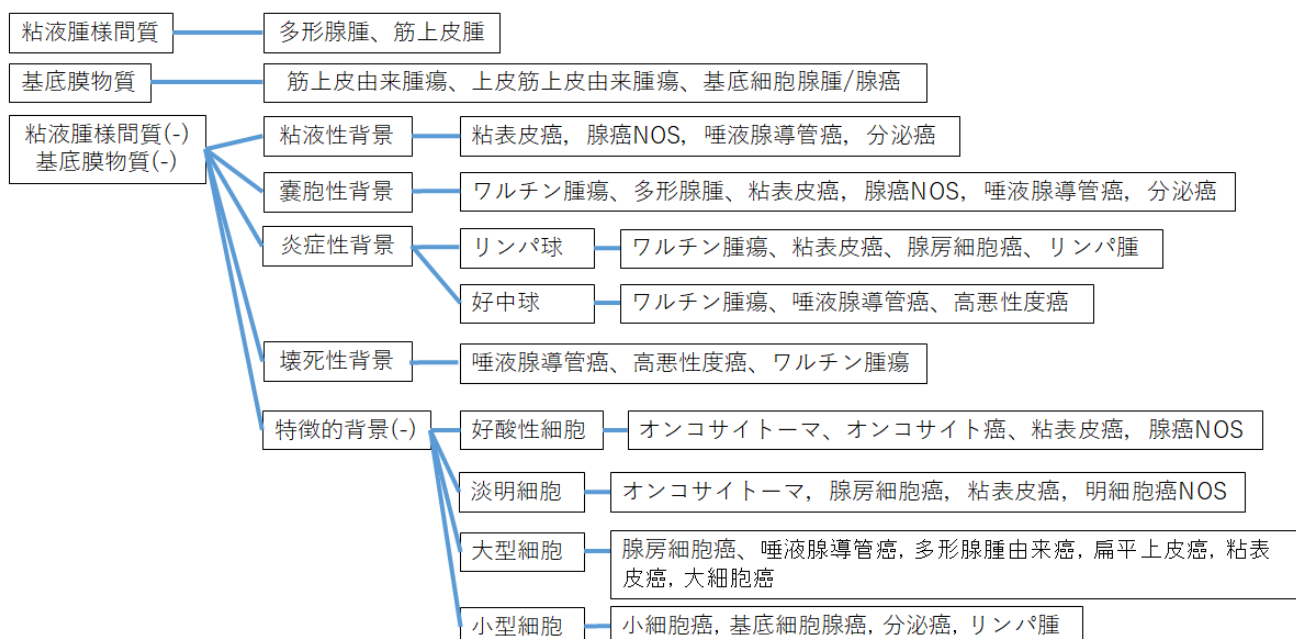 粘液腫様間質
多形腺腫、筋上皮腫
基底膜物質
筋上皮由来腫瘍、上皮筋上皮由来腫瘍、基底細胞腺腫/腺癌
粘液腫様間質(-)
基底膜物質(-)
粘液性背景
粘表皮癌, 腺癌NOS, 唾液腺導管癌, 分泌癌
嚢胞性背景
ワルチン腫瘍、多形腺腫、粘表皮癌, 腺癌NOS, 唾液腺導管癌, 分泌癌
炎症性背景
リンパ球
ワルチン腫瘍、粘表皮癌、腺房細胞癌、リンパ腫
好中球
ワルチン腫瘍、唾液腺導管癌、高悪性度癌
壊死性背景
唾液腺導管癌、高悪性度癌、ワルチン腫瘍
特徴的背景(-)
好酸性細胞
オンコサイトーマ、オンコサイト癌、粘表皮癌, 腺癌NOS
淡明細胞
オンコサイトーマ, 腺房細胞癌, 粘表皮癌, 明細胞癌NOS
大型細胞
腺房細胞癌、唾液腺導管癌, 多形腺腫由来癌, 扁平上皮癌, 粘表
皮癌, 大細胞癌
小型細胞
小細胞癌, 基底細胞腺癌, 分泌癌, リンパ腫